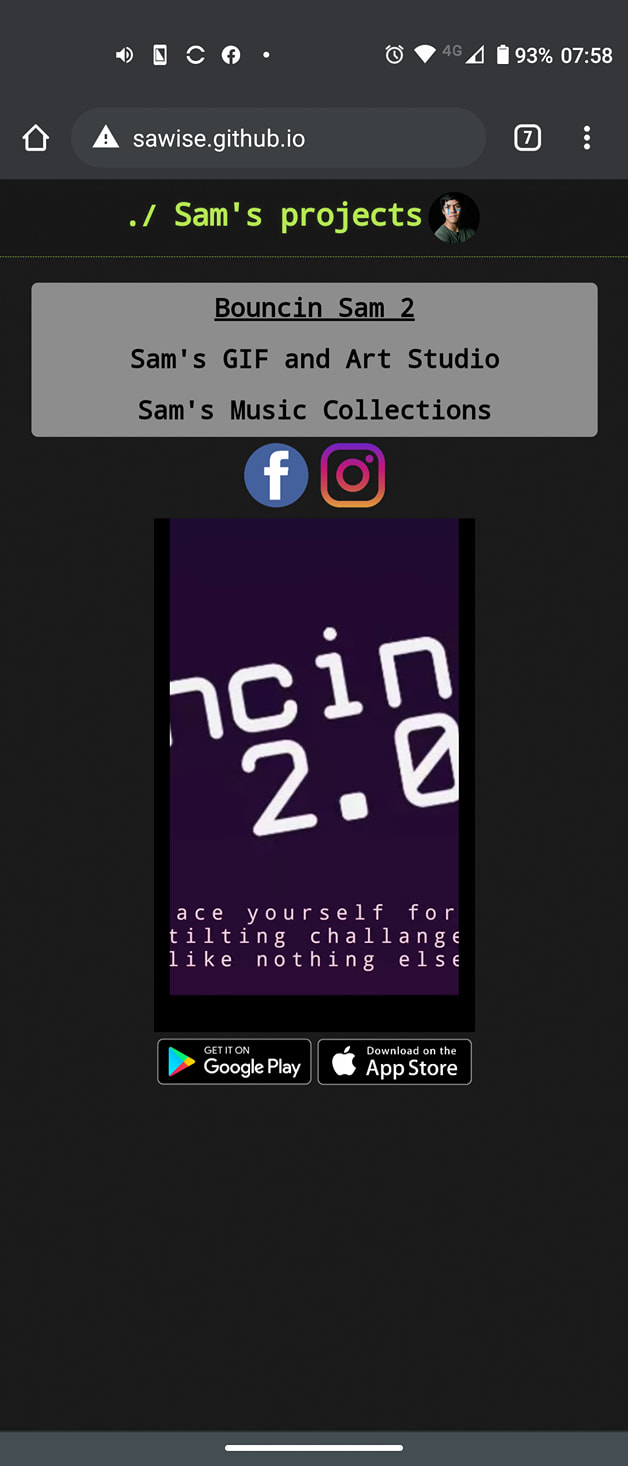 4G 93% 07:58
sawise.github.io 7
./ Sam's projects
Bouncin Sam 2
Sam's GIF and Art Studio
Sam's Music Collections
ncin
2.0
ace yourself for
tilting challange
like nothing else
GET IT ON
Google Play
Download on the
App Store